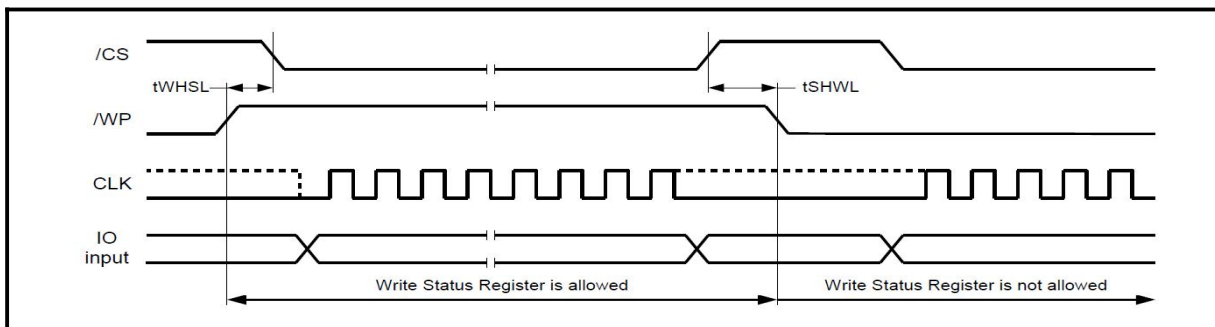 /CS
tWHSL
tSHWL
/WP
CLK
IO
input
Write Status Register is allowed
Write Status Register is not allowed